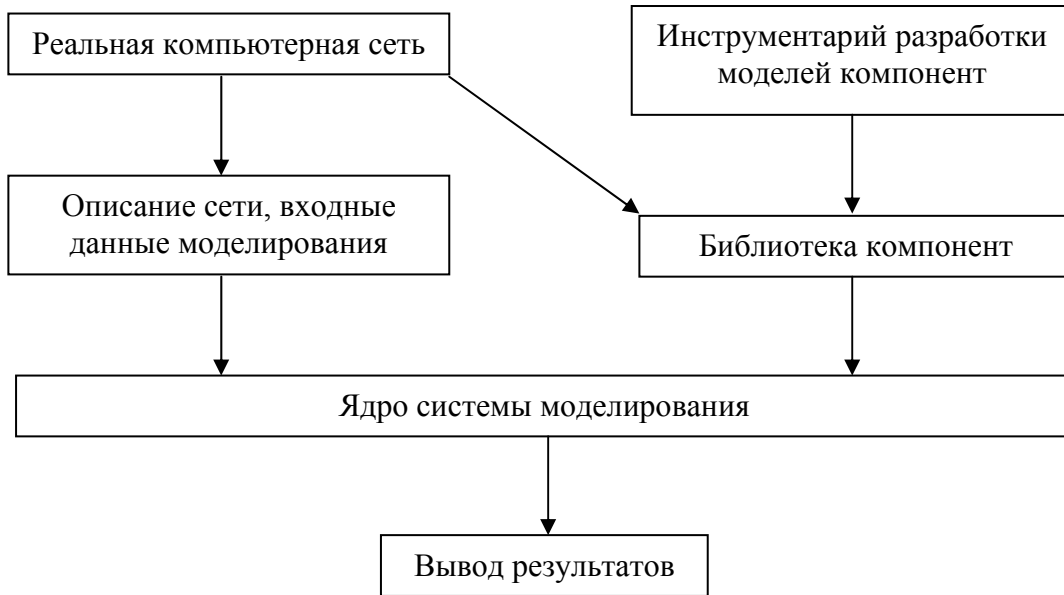 Реальная компьютерная сеть
Инструментарий разработки
моделей компонент
Описание сети, входные
данные моделирования
Библиотека компонент
Ядро системы моделирования
Вывод результатов